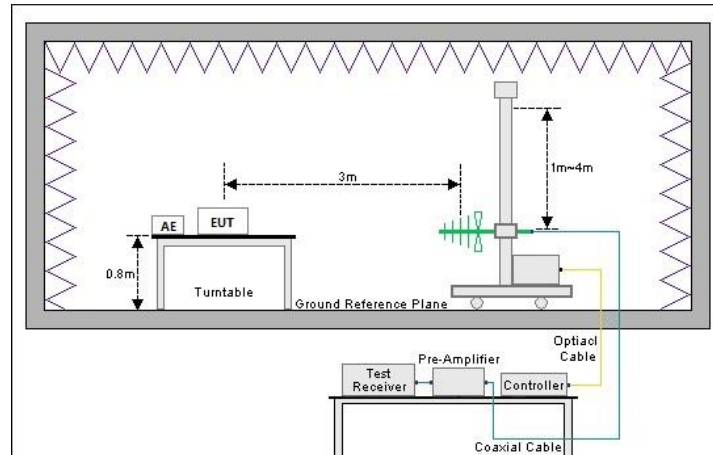 1m~4m
3m
AE
EUT
0.8m
Turntable
Ground Reference Plane
Optiacl
Cable
Pre-Amplifier
Test
Receiver
Controller
Coaxial Cable